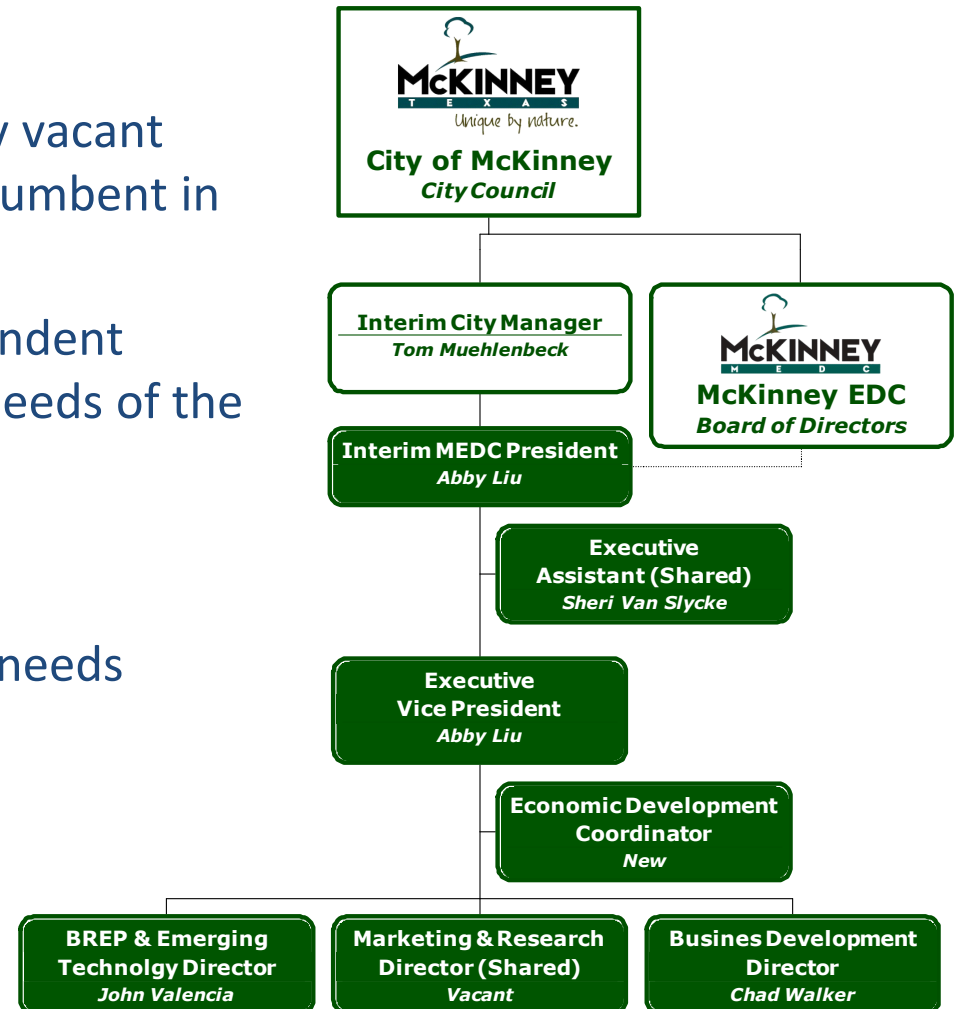 y vacant
umbent in
ndent
eeds of the
needs
McKINNEY
TEXAS
Unique by nature.
City of McKinney
City Council
Interim City Manager
Tom Muehlenbeck
McKINNEY
MEDC
McKinney EDC
Board of Directors
Interim MEDC President
Abby Liu
Executive
Assistant (Shared)
Sheri Van Slycke
Executive
Vice President
Abby Liu
Economic Development
Coordinator
New
BREP & Emerging
Technolgy Director
John Valencia
Marketing & Research
Director (Shared)
Vacant
Busines Development
Director
Chad Walker